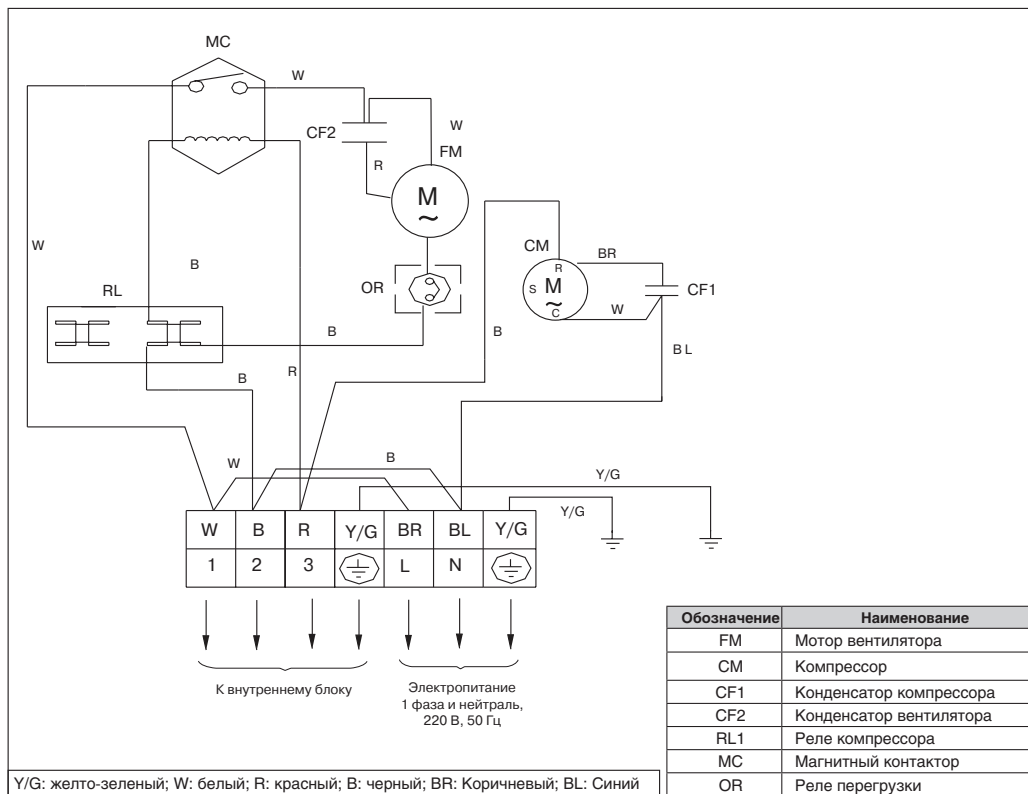 MC
W
CF2
W
R
FM
M
~
W
B
RL
OR
CM
R
S
M
~
C
BR
W
CF1
B
B
B L
B
R
W
B
Y/G
Y/G
W B R Y/G BR BL Y/G
1 2 3 L N
К внутреннему блоку
Электропитание
1 фаза и нейтраль,
220 В, 50 Гц
Обозначение Наименование
FM Мотор вентилятора
CM Компрессор
CF1 Конденсатор компрессора
CF2 Конденсатор вентилятора
RL1 Реле компрессора
MC Магнитный контактор
OR Реле перегрузки
Y/G: желто-зеленый; W: белый; R: красный; B: черный; BR: Коричневый; BL: Синий